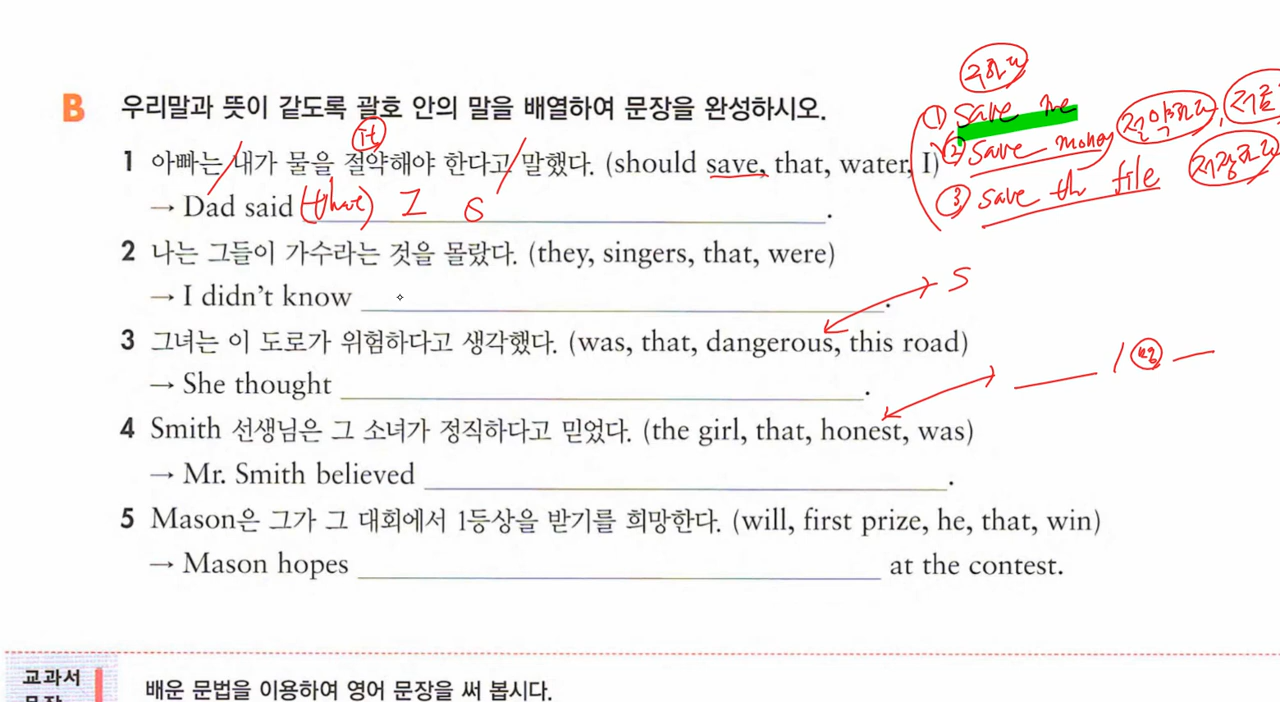 구하다
B 우리말과 뜻이 같도록 괄호 안의 말을 배열하여 문장을 완성하시오.
① save me
② save money 절약하다, 저금
③ save the file 저장하다
1 아빠는 내가 물을 절약해야 한다고 말했다. (should save, that, water, I)
→ Dad said (that) I s.
2 나는 그들이 가수라는 것을 몰랐다. (they, singers, that, were)
→ I didn't know .
3 그녀는 이 도로가 위험하다고 생각했다. (was, that, dangerous, this road)
→ She thought .
4 Smith 선생님은 그 소녀가 정직하다고 믿었다. (the girl, that, honest, was)
→ Mr. Smith believed .
5 Mason은 그가 그 대회에서 1등상을 받기를 희망한다. (will, first prize, he, that, win)
→ Mason hopes at the contest.
교과서
배운 문법을 이용하여 영어 문장을 써 봅시다.